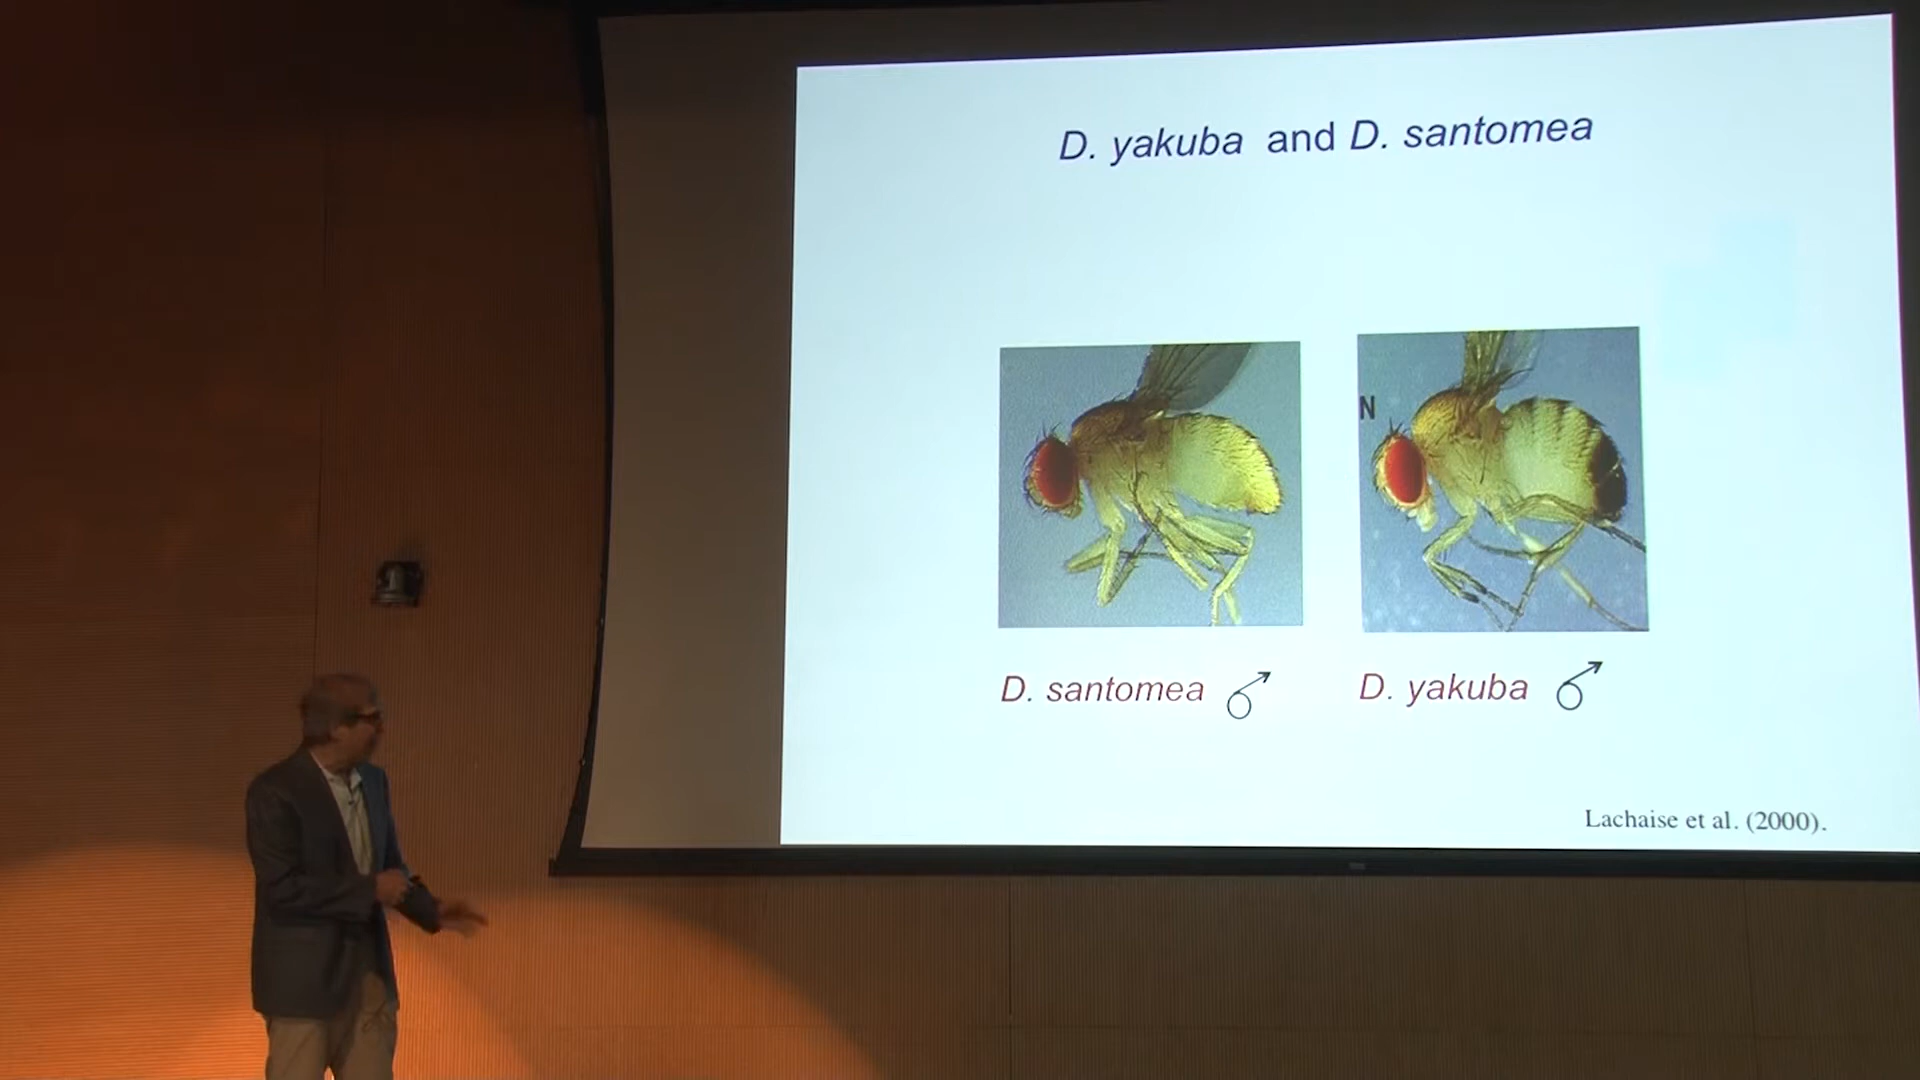 D. yakuba and D. santomea
N
D. santomea ♂
D. yakuba ♂
Lachaise et al. (2000).